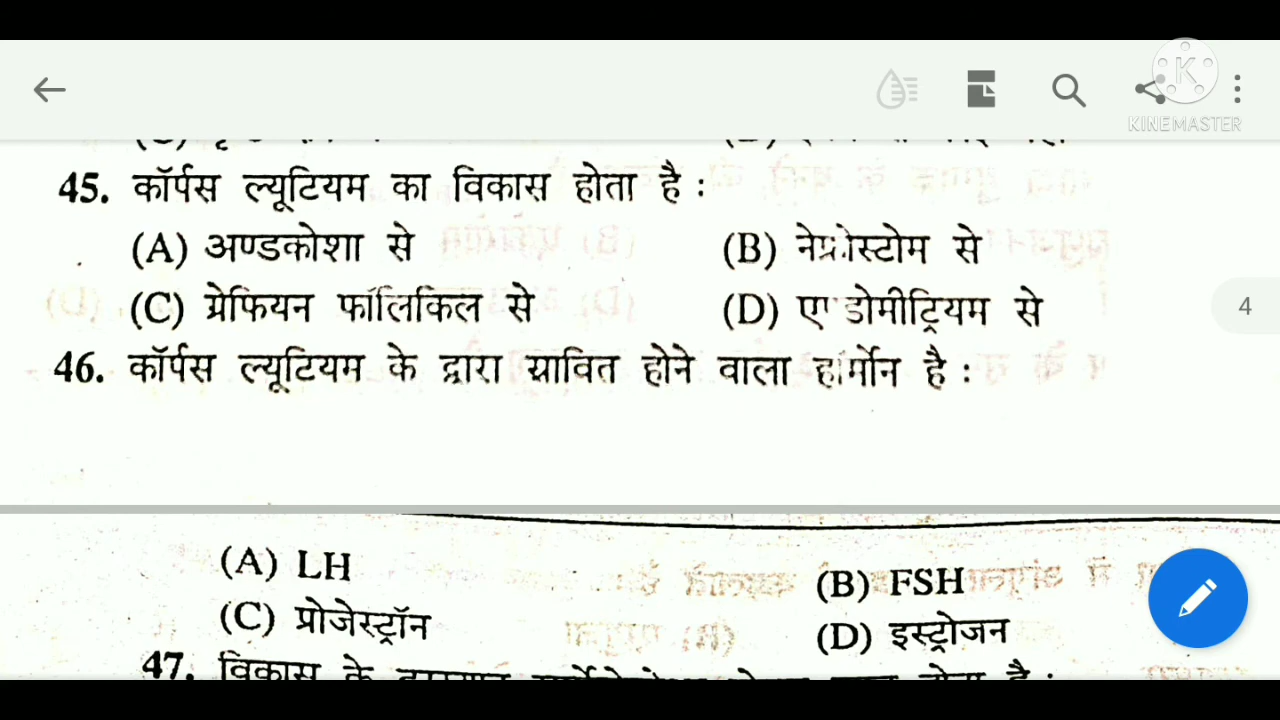 KINEMASTER
45. कॉर्पस ल्यूटियम का विकास होता है :
(A) अण्डकोशा से (B) नेफ्रोस्टोम से
(C) ग्रेफियन फॉलिकिल से (D) एण्डोमीट्रियम से
4
46. कॉर्पस ल्यूटियम के द्वारा स्रावित होने वाला हॉर्मोन है :
(A) LH (B) FSH
(C) प्रोजेस्ट्रॉन (D) इस्ट्रोजन
47. विकास के